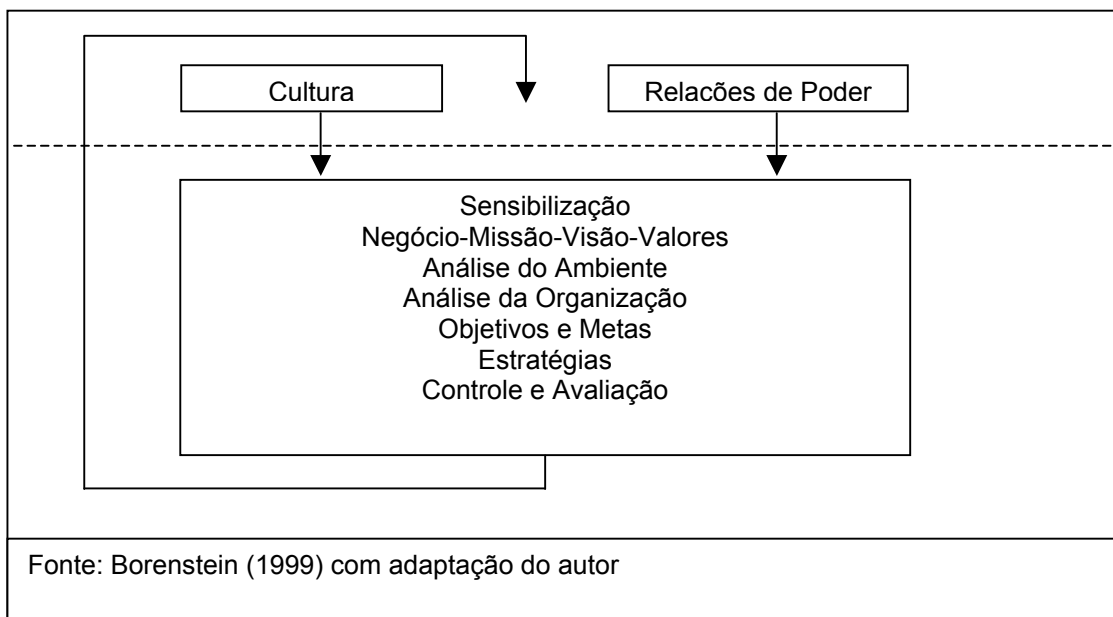 Cultura
Relacões de Poder
Sensibilização
Negócio-Missão-Visão-Valores
Análise do Ambiente
Análise da Organização
Objetivos e Metas
Estratégias
Controle e Avaliação
Fonte: Borenstein (1999) com adaptação do autor